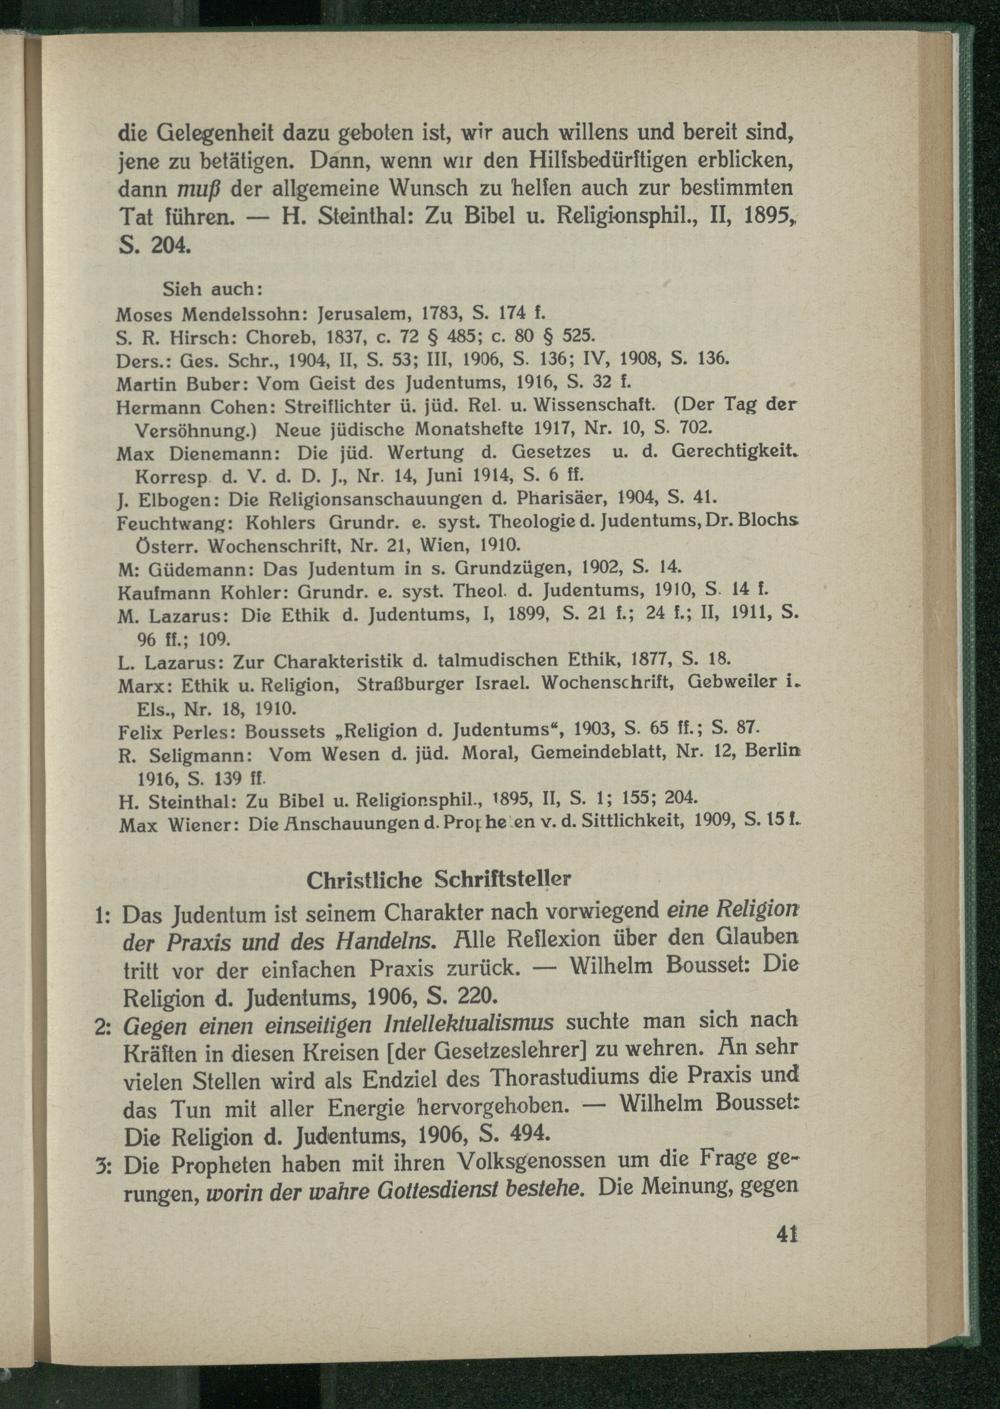 die Gelegenheit dazu geboten ist, wir auch willens und bereit sind,
jene zu betätigen. Dann, wenn wir den Hilfsbedürftigen erblicken,
dann muß der allgemeine Wunsch zu helfen auch zur bestimmten
Tat führen. — H. Steinthal: Zu Bibel u. Religionsphil., II, 1895,
S. 204.
Sieh auch:
Moses Mendelssohn: Jerusalem, 1783, S. 174 f.
S. R. Hirsch: Choreb, 1837, c. 72 § 485; c. 80 § 525.
Ders.: Ges. Schr., 1904, II, S. 53; III, 1906, S. 136; IV, 1908, S. 136.
Martin Buber: Vom Geist des Judentums, 1916, S. 32 f.
Hermann Cohen: Streiflichter ü. jüd. Rel. u. Wissenschaft. (Der Tag der
Versöhnung.) Neue jüdische Monatshefte 1917, Nr. 10, S. 702.
Max Dienemann: Die jüd. Wertung d. Gesetzes u. d. Gerechtigkeit.
Korresp. d. V. d. D. J., Nr. 14, Juni 1914, S. 6 ff.
J. Elbogen: Die Religionsanschauungen d. Pharisäer, 1904, S. 41.
Feuchtwang: Kohlers Grundr. e. syst. Theologie d. Judentums, Dr. Blochs
Österr. Wochenschrift, Nr. 21, Wien, 1910.
M: Güdemann: Das Judentum in s. Grundzügen, 1902, S. 14.
Kaufmann Kohler: Grundr. e. syst. Theol. d. Judentums, 1910, S. 14 f.
M. Lazarus: Die Ethik d. Judentums, I, 1899, S. 21 f.; 24 f.; II, 1911, S.
96 ff.; 109.
L. Lazarus: Zur Charakteristik d. talmudischen Ethik, 1877, S. 18.
Marx: Ethik u. Religion, Straßburger Israel. Wochenschrift, Gebweiler i.
Els., Nr. 18, 1910.
Felix Perles: Boussets „Religion d. Judentums“, 1903, S. 65 ff.; S. 87.
R. Seligmann: Vom Wesen d. jüd. Moral, Gemeindeblatt, Nr. 12, Berlin
1916, S. 139 ff.
H. Steinthal: Zu Bibel u. Religionsphil., 1895, II, S. 1; 155; 204.
Max Wiener: Die Anschauungen d. Propheten v. d. Sittlichkeit, 1909, S. 15 f.
Christliche Schriftsteller
1: Das Judentum ist seinem Charakter nach vorwiegend eine Religion
der Praxis und des Handelns. Alle Reflexion über den Glauben
tritt vor der einfachen Praxis zurück. — Wilhelm Bousset: Die
Religion d. Judentums, 1906, S. 220.
2: Gegen einen einseitigen Intellektualismus suchte man sich nach
Kräften in diesen Kreisen [der Gesetzeslehrer] zu wehren. An sehr
vielen Stellen wird als Endziel des Thorastudiums die Praxis und
das Tun mit aller Energie hervorgehoben. — Wilhelm Bousset:
Die Religion d. Judentums, 1906, S. 494.
3: Die Propheten haben mit ihren Volksgenossen um die Frage ge-
rungen, worin der wahre Gottesdienst bestehe. Die Meinung, gegen
41